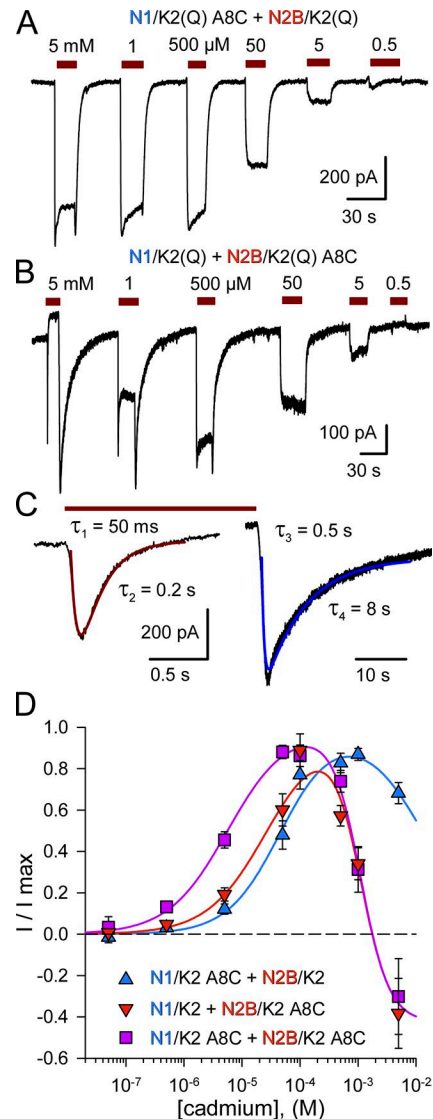 A
N1/K2(Q) A8C + N2B/K2(Q)
5 mM 1 500 μM 50 5 0.5
200 pA
30 s
B
N1/K2(Q) + N2B/K2(Q) A8C
5 mM 1 500 μM 50 5 0.5
100 pA
30 s
C
τ1 = 50 ms
τ3 = 0.5 s
τ2 = 0.2 s
τ4 = 8 s
200 pA
0.5 s
10 s
D
1.0
0.8
0.6
0.4
0.2
0.0
-0.2
-0.4
-0.6
I / I max
N1/K2 A8C + N2B/K2
N1/K2 + N2B/K2 A8C
N1/K2 A8C + N2B/K2 A8C
10-7 10-6 10-5 10-4 10-3 10-2
[cadmium], (M)